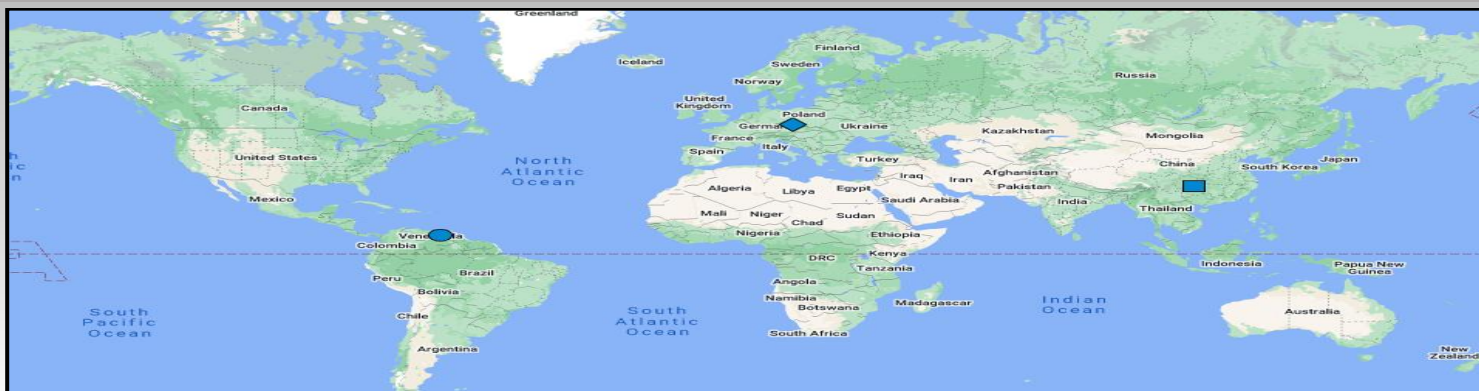 Greenland
Iceland
Finland
Sweden
Norway
Russia
Canada
United
Kingdom
Poland
German
Ukraine
France
Kazakhstan
Mongolia
Italy
Spain
United States
Turkey
China
South Korea
Japan
North
Atlantic
Ocean
Afghanistan
Iraq
Iran
Pakistan
Algeria
Libya
Egypt
Mexico
Saudi Arabia
India
Thailand
Mali
Niger
Chad
Sudan
Nigeria
Ethiopia
Colombia
DRC
Kenya
Tanzania
Indonesia
Papua New
Guinea
Peru
Brazil
Bolivia
Angola
Namibia
Botswana
Madagascar
Indian
Ocean
South
Pacific
Ocean
Chile
South
Atlantic
Ocean
Australia
South Africa
Argentina
New
Zealand